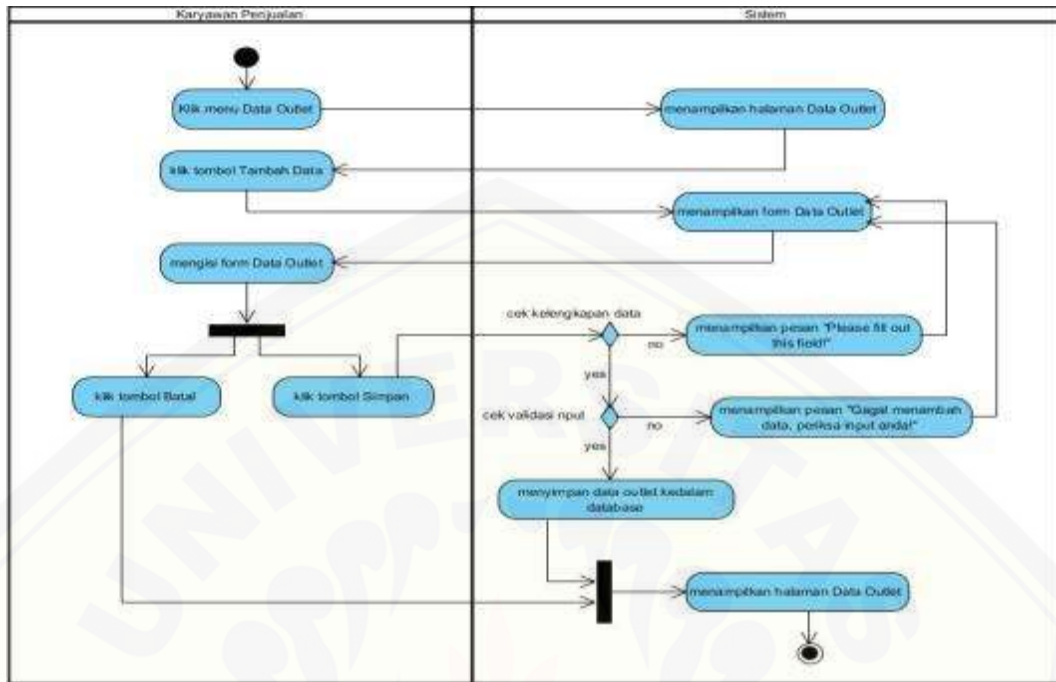 Karyawan Penjualan
Sistem
Klik menu Data Outlet
menampilkan halaman Data Outlet
klik tombol Tambah Data
menampilkan form Data Outlet
mengisi form Data Outlet
cek kelengkapan data
no
menampilkan pesan "Please fill out
this field!"
yes
klik tombol Batal
klik tombol Simpan
cek validasi nput
no
menampilkan pesan "Gagal menambah
data, periksa input anda!"
yes
menyimpan data outlet kedalam
database
menampilkan halaman Data Outlet
UNIVERSITAS